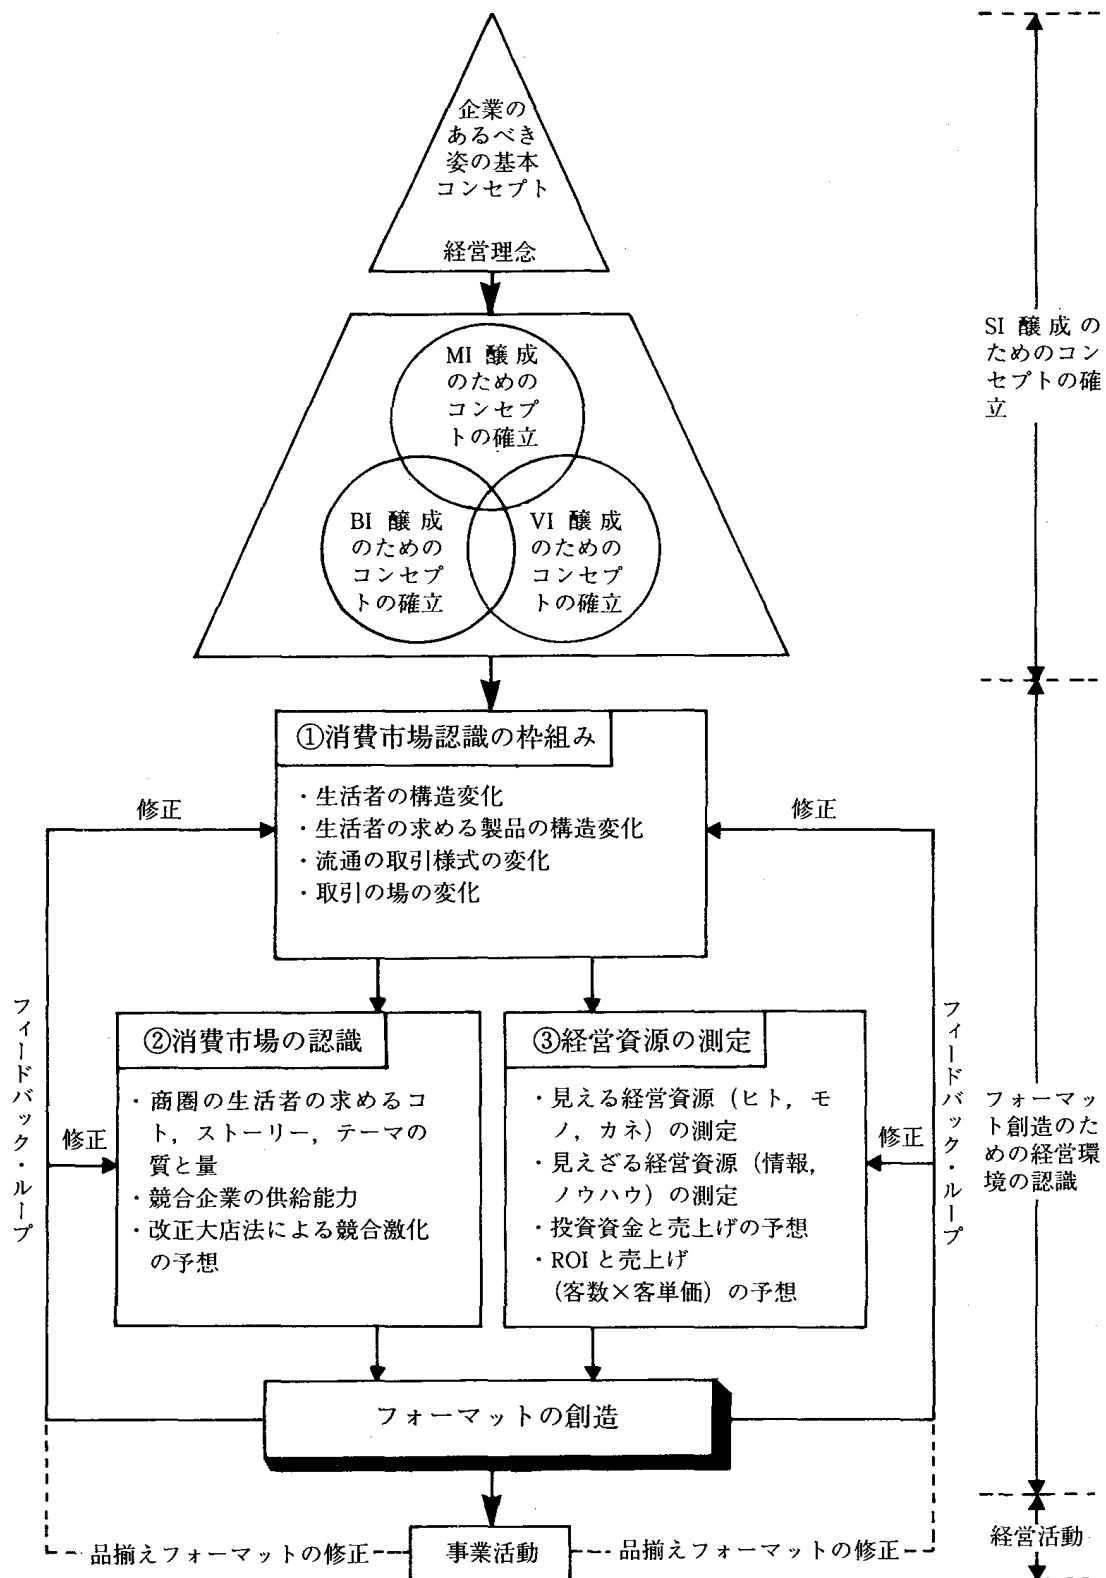 企業の
あるべき
姿の基本
コンセプト
経営理念
MI 醸成
のための
コンセプ
トの確立
BI 醸成
のための
コンセプ
トの確立
VI 醸成
のための
コンセプ
トの確立
SI 醸成の
ためのコン
セプトの確
立
①消費市場認識の枠組み
・生活者の構造変化
・生活者の求める製品の構造変化
・流通の取引様式の変化
・取引の場の変化
修正
修正
フィードバック・ループ
②消費市場の認識
・商圏の生活者の求めるコ
ト，ストーリー，テーマの
質と量
・競合企業の供給能力
・改正大店法による競合激化
の予想
修正
③経営資源の測定
・見える経営資源（ヒト，モ
ノ，カネ）の測定
・見えざる経営資源（情報，
ノウハウ）の測定
・投資資金と売上げの予想
・ROIと売上げ
（客数×客単価）の予想
修正
フィードバック・ループ
フォーマッ
ト創造のた
めの経営環
境の認識
フォーマットの創造
品揃えフォーマットの修正
事業活動
品揃えフォーマットの修正
経営活動